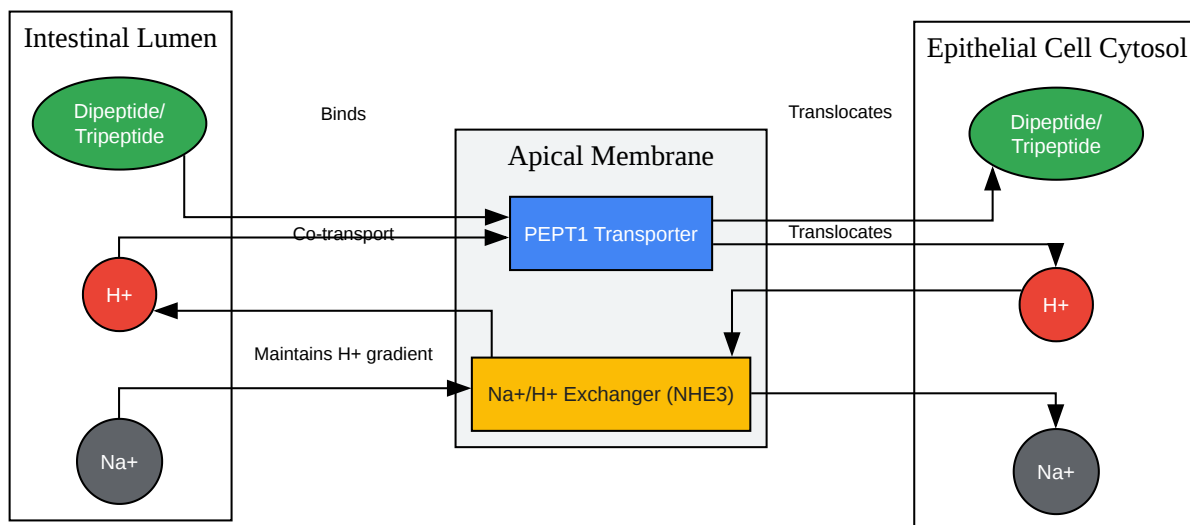 Intestinal Lumen
Dipeptide/
Tripeptide
H+
Na+
Binds
Co-transport
Maintains H+ gradient
Apical Membrane
PEPT1 Transporter
Na+/H+ Exchanger (NHE3)
Translocates
Translocates
Epithelial Cell Cytosol
Dipeptide/
Tripeptide
H+
Na+